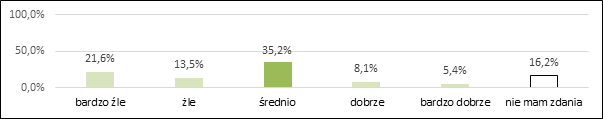 100,0%
50,0%
0,0%
21,6%
13,5%
35,2%
8,1%
5,4%
16,2%
bardzo źle
źle
średnio
dobrze
bardzo dobrze
nie mam zdania